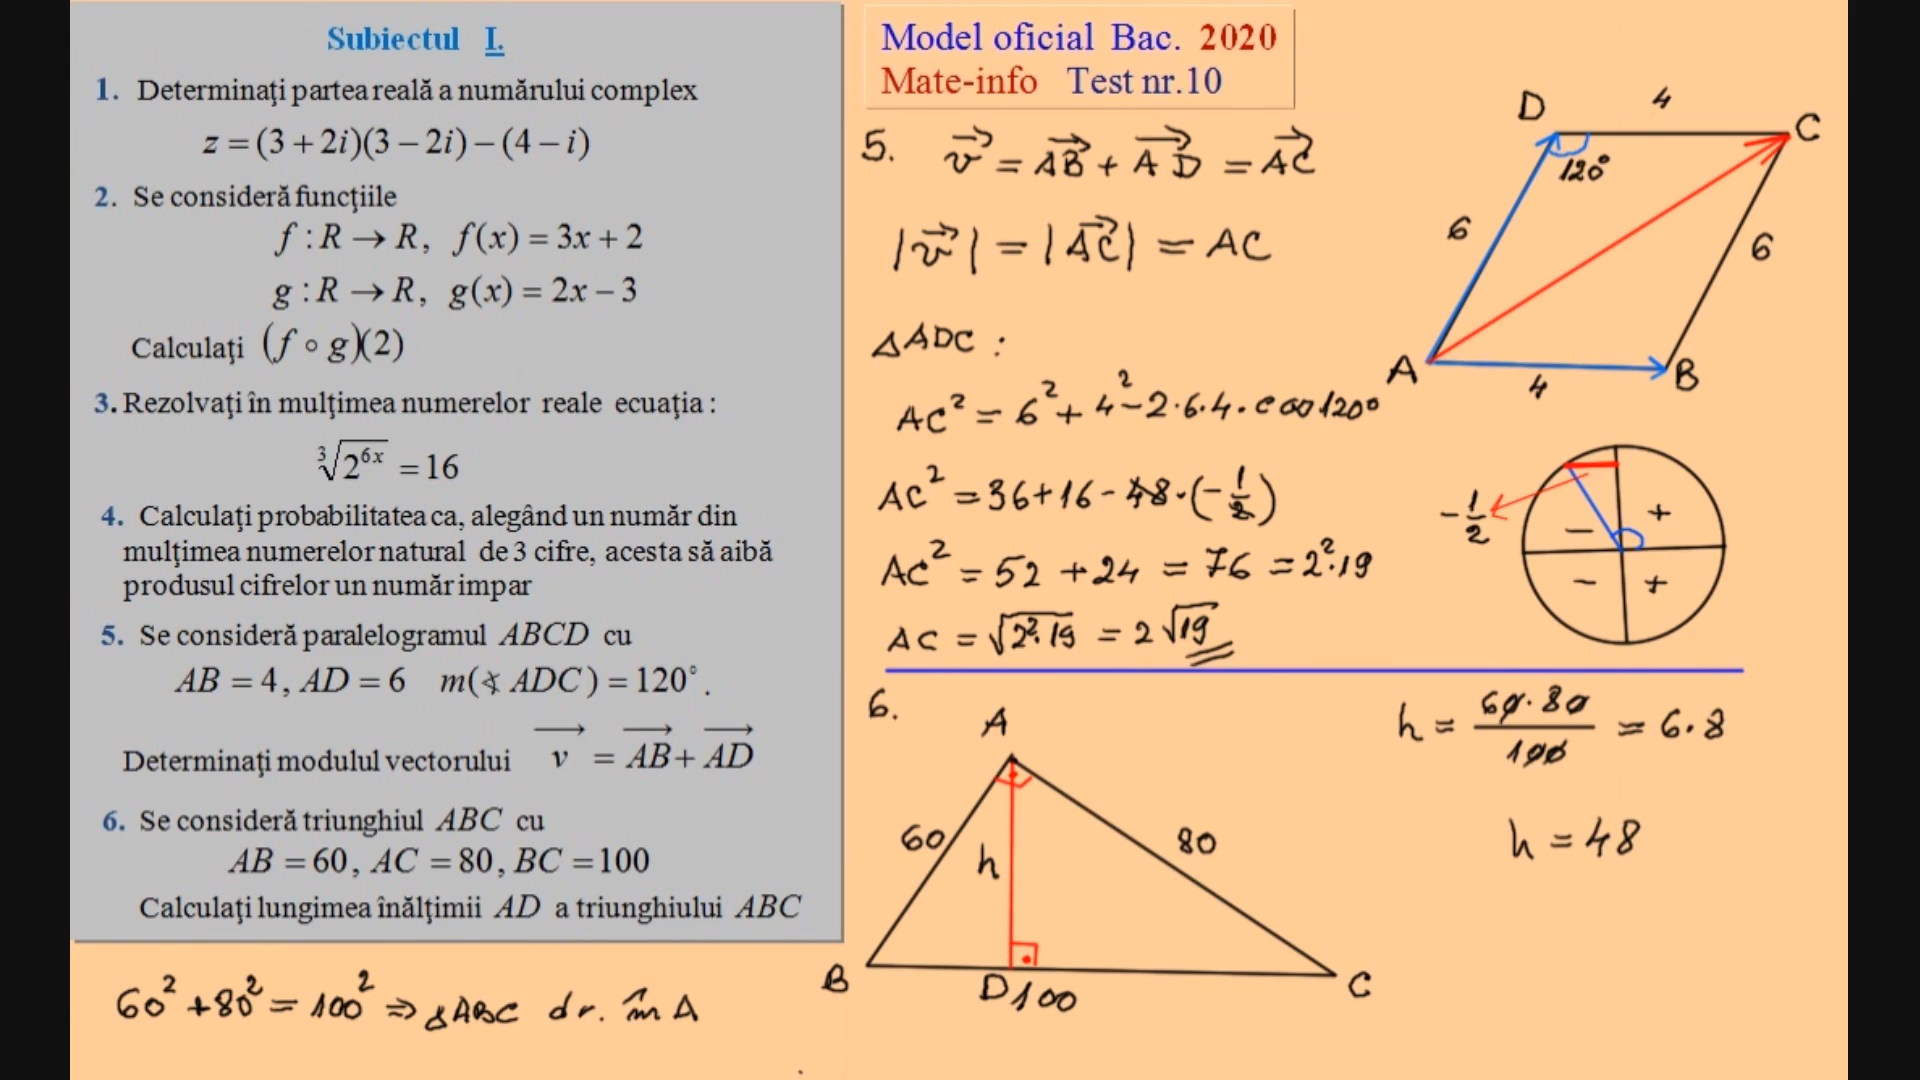 Subiectul I.
1. Determinați partea reală a numărului complex
z = (3 + 2i)(3 − 2i) − (4 − i)
2. Se consideră funcțiile
f : R → R, f(x) = 3x + 2
g : R → R, g(x) = 2x − 3
Calculați (f ∘ g)(2)
3. Rezolvați în mulțimea numerelor reale ecuația :
∛2^(6x) = 16
4. Calculați probabilitatea ca, alegând un număr din
mulțimea numerelor natural de 3 cifre, acesta să aibă
produsul cifrelor un număr impar
5. Se consideră paralelogramul ABCD cu
AB = 4, AD = 6 m(∢ ADC) = 120° .
Determinați modulul vectorului v⃗ = AB⃗ + AD⃗
6. Se consideră triunghiul ABC cu
AB = 60, AC = 80, BC = 100
Calculați lungimea înălțimii AD a triunghiului ABC
60² + 80² = 100² ⇒ △ABC dr. în A
Model oficial Bac. 2020
Mate-info Test nr.10
5. v⃗ = AB⃗ + AD⃗ = AC⃗
|v⃗| = |AC⃗| = AC
△ADC :
AC² = 6² + 4² − 2·6·4·cos120°
AC² = 36 + 16 − 48·(−1/2)
AC² = 52 + 24 = 76 = 2²·19
AC = √2²·19 = 2√19
D
4
C
120°
6
6
A
4
B
−1/2
−
+
−
+
6.
A
60
h
80
B
D
100
C
h = 60·80/100 = 6·8
h = 48